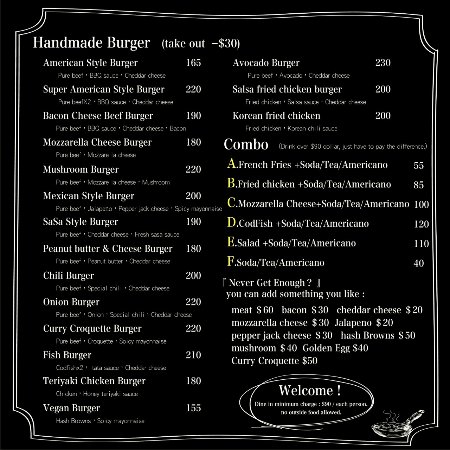 Handmade Burger (take out -$30)
American Style Burger 165
Pure beef、BBQ sauce、Cheddar cheese
Super American Style Burger 220
Pure beefX2、BBQ sauce、Cheddar cheese
Bacon Cheese Beef Burger 190
Pure beef、BBQ sauce、Cheddar cheese、Bacon
Mozzarella Cheese Burger 180
Pure beef、Mozzarella cheese
Mushroom Burger 220
Pure beef、Mozzarella cheese、Mushroom
Mexican Style Burger 200
Pure beef、Jalapeño、Pepper jack cheese、Spicy mayonnaise
SaSa Style Burger 190
Pure beef、Cheddar cheese、Fresh sasa sauce
Peanut butter & Cheese Burger 180
Pure beef、Peanut butter、Cheddar cheese
Chili Burger 200
Pure beef、Special chili、Cheddar cheese
Onion Burger 220
Pure beef、Onion、Special chili、Cheddar cheese
Curry Croquette Burger 220
Pure beef、Croquette、Spicy mayonnaise
Fish Burger 210
Codfishx2、Tata sauce、Cheddar cheese
Teriyaki Chicken Burger 180
Chicken、Honey teriyaki sauce
Vegan Burger 155
Hash Browns、Spicy mayonnaise
Avocado Burger 230
Pure beef、Avocado、Cheddar cheese
Salsa fried chicken burger 200
Fried chicken、Salsa sauce、Cheddar cheese
Korean fried chicken 200
Fried chicken、Korean chili sauce
Combo (Drink over $90 dollar, just have to pay the difference)
A.French Fries +Soda/Tea/Americano 55
B.Fried chicken +Soda/Tea/Americano 85
C.Mozzarella Cheese+Soda/Tea/Americano 100
D.CodFish +Soda/Tea/Americano 120
E.Salad +Soda/Tea/Americano 110
F.Soda/Tea/Americano 40
『 Never Get Enough ? 』
you can add something you like :
meat $60 bacon $30 cheddar cheese $20
mozzarella cheese $30 Jalapeno $20
pepper jack cheese $30 hash Browns $50
mushroom $40 Golden Egg $40
Curry Croquette $50
Welcome !
Dine in minimum charge : $90 / each person.
no outside food allowed.